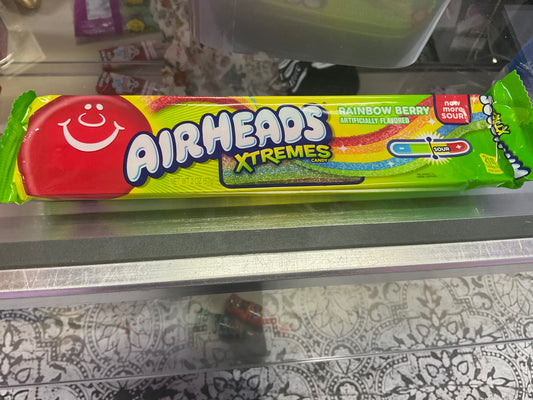 AIRHEADS
XTREMES
CANDY
RAINBOW BERRY
ARTIFICIALLY FLAVORED
now
more
SOUR!
SOUR